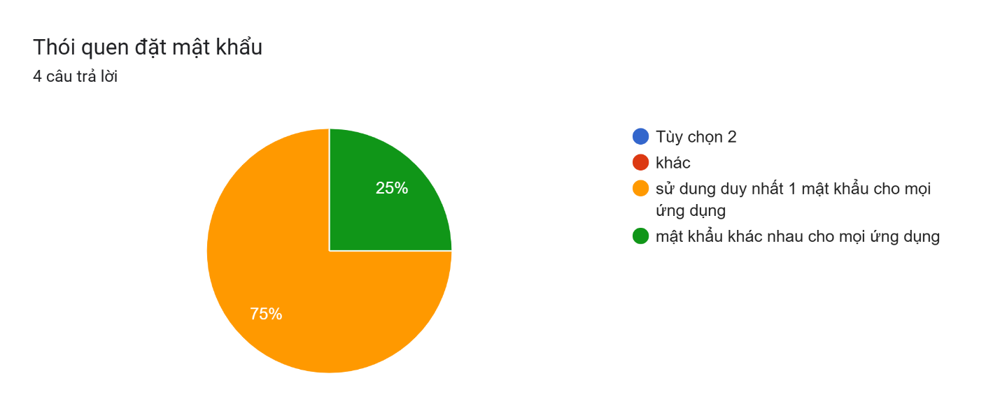 Thói quen đặt mật khẩu
4 câu trả lời
25%
75%
Tùy chọn 2
khác
sử dung duy nhất 1 mật khẩu cho mọi
ứng dụng
mật khẩu khác nhau cho mọi ứng dụng